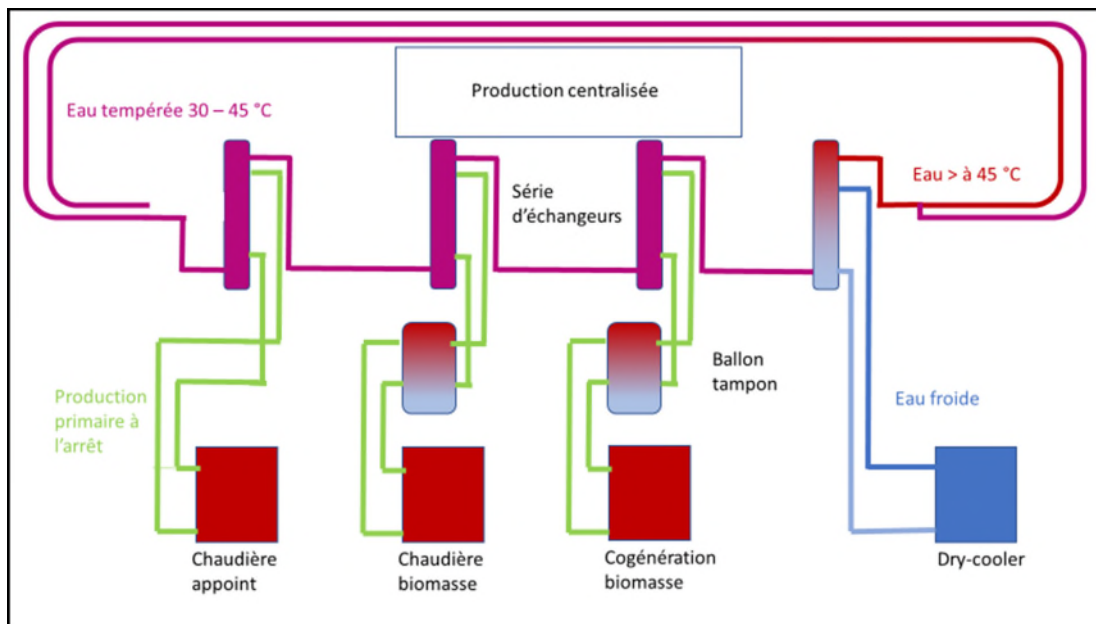 Production centralisée
Eau tempérée 30 – 45 °C
Série
d'échangeurs
Eau > à 45 °C
Production
primaire à
l'arrêt
Ballon
tampon
Eau froide
Chaudière
appoint
Chaudière
biomasse
Cogénération
biomasse
Dry-cooler